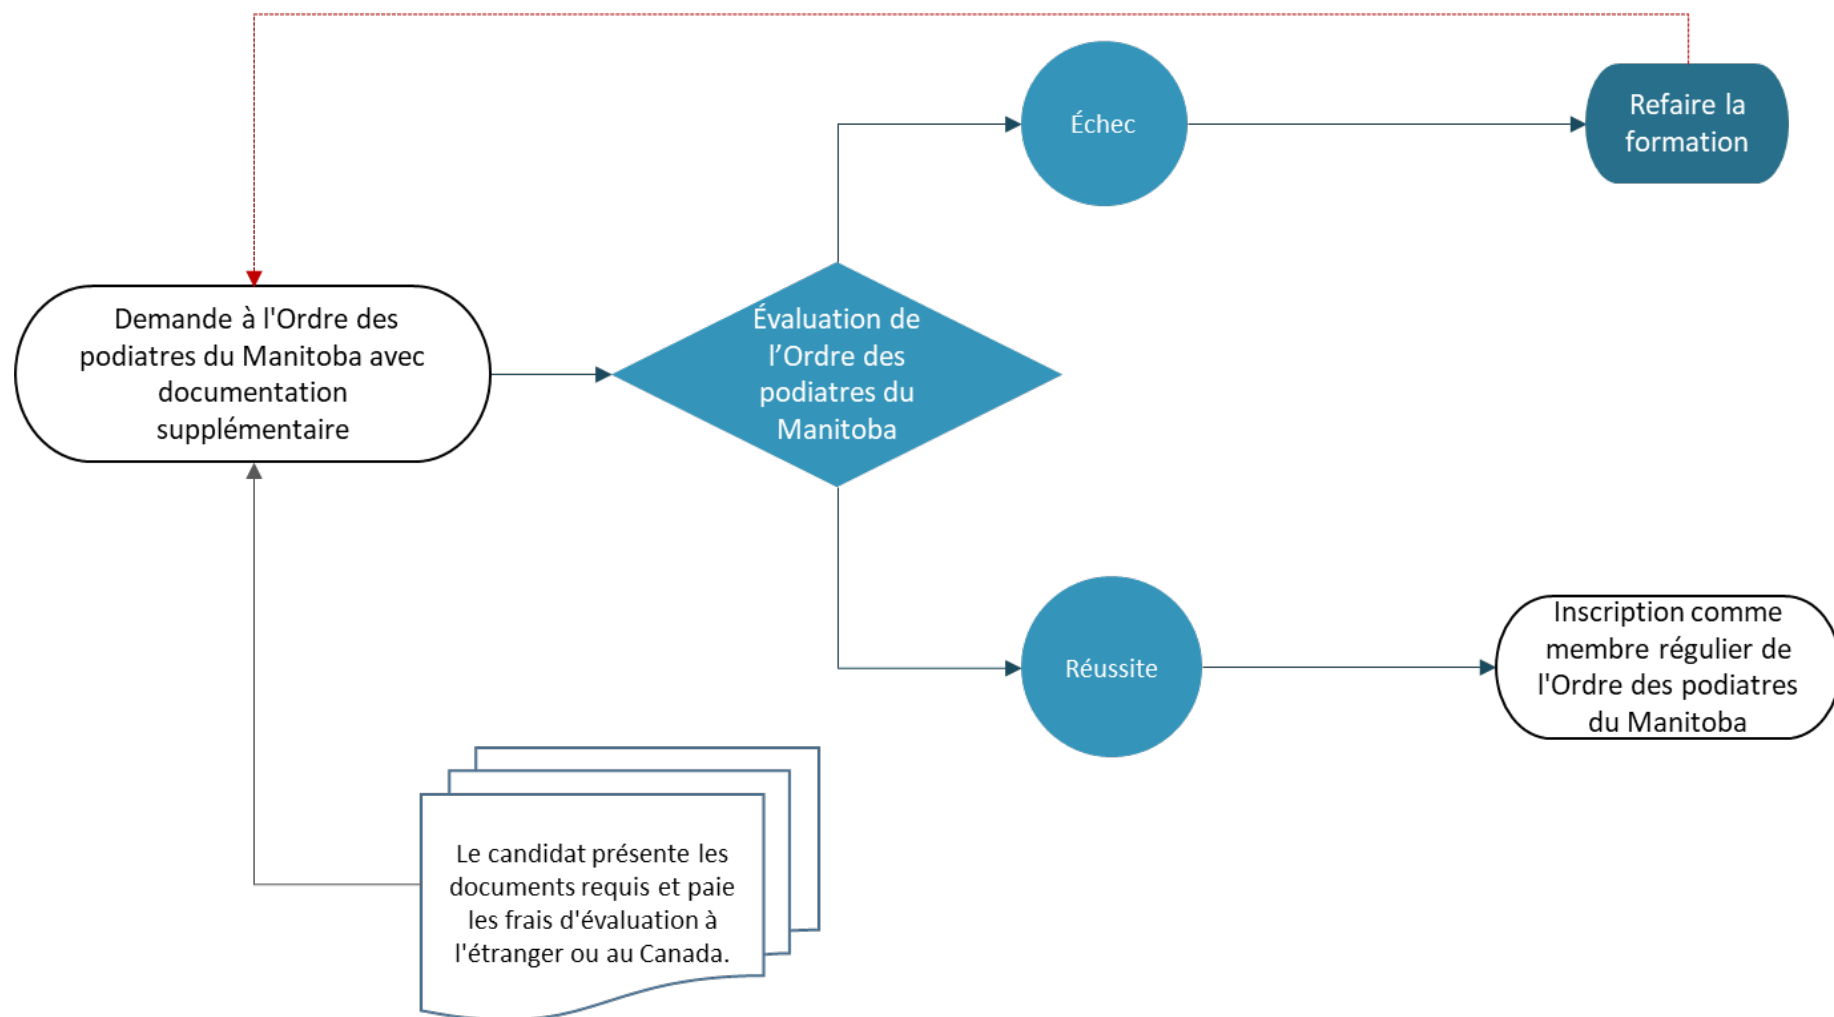 Échec
Refaire la
formation
Demande à l'Ordre des
podiatres du Manitoba avec
documentation
supplémentaire
Évaluation de
l’Ordre des
podiatres du
Manitoba
Réussite
Inscription comme
membre régulier de
l'Ordre des podiatres
du Manitoba
Le candidat présente les
documents requis et paie
les frais d'évaluation à
l'étranger ou au Canada.